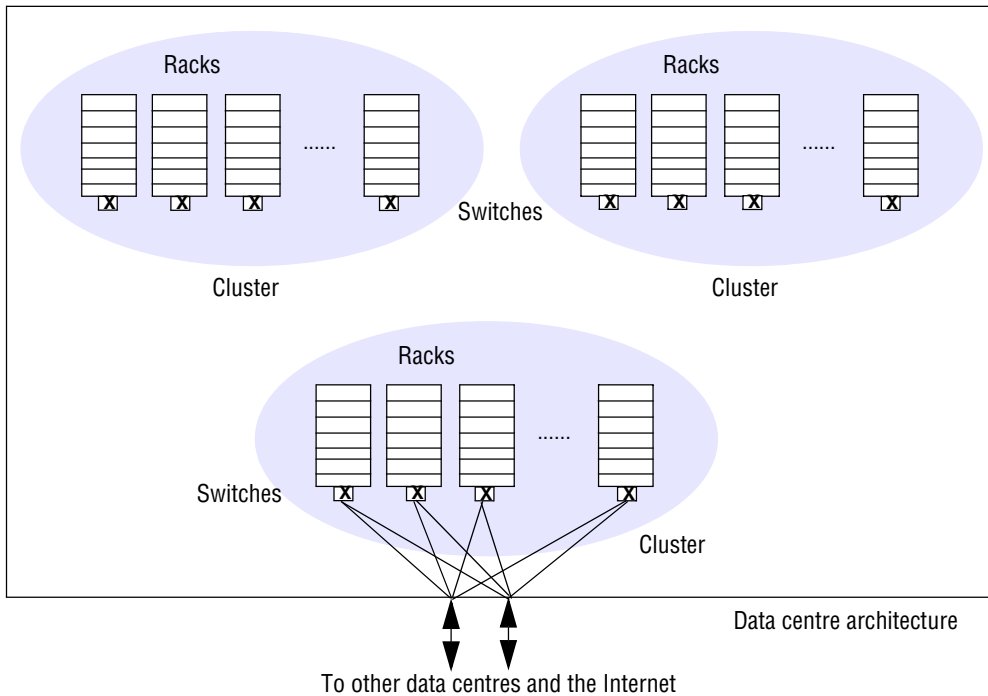 Racks
Racks
......
......
X X X X
X X X X
Switches
Cluster
Cluster
Racks
......
Switches
X X X X
Cluster
Data centre architecture
To other data centres and the Internet